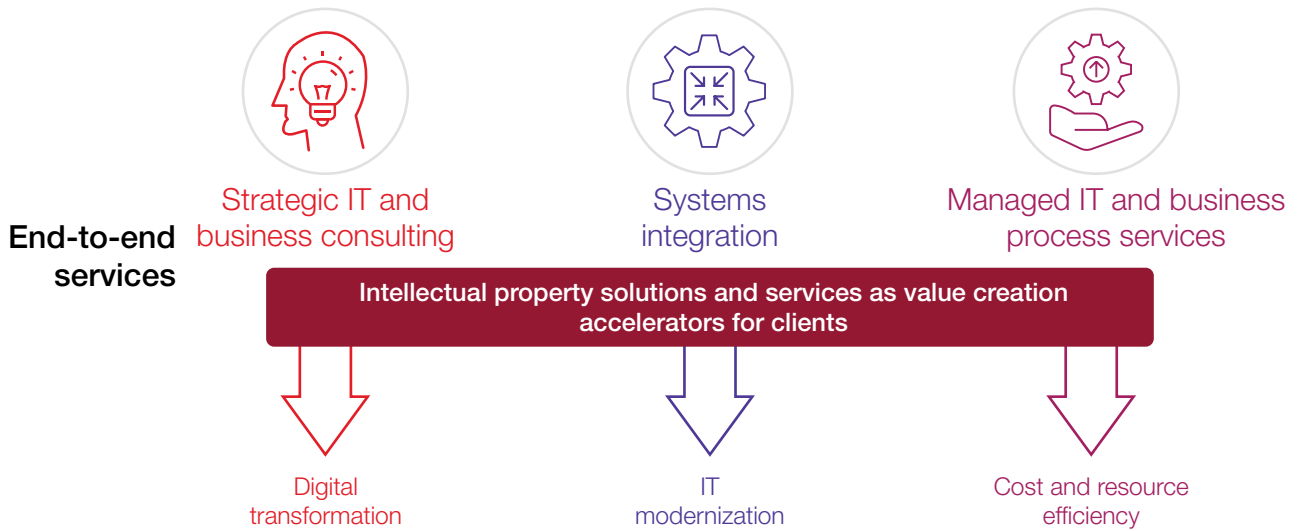 End-to-end
services
Strategic IT and
business consulting
Systems
integration
Managed IT and business
process services
Intellectual property solutions and services as value creation
accelerators for clients
Digital
transformation
IT
modernization
Cost and resource
efficiency